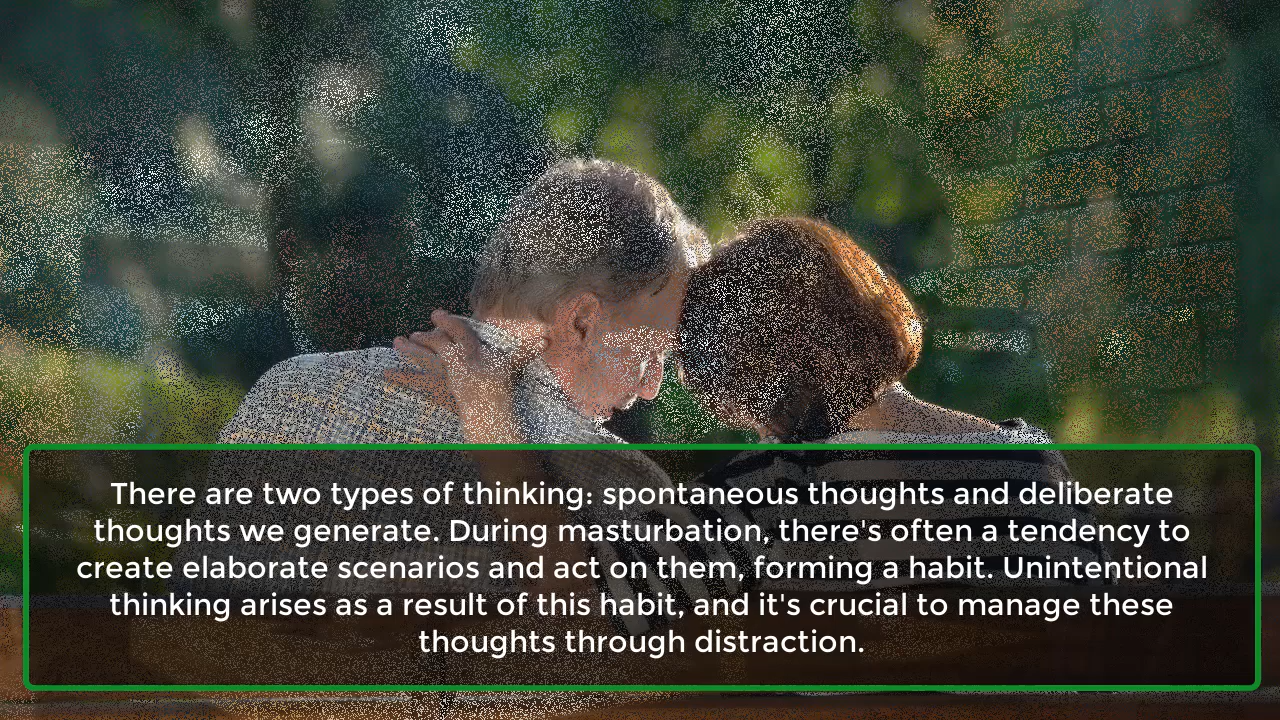 There are two types of thinking: spontaneous thoughts and deliberate
thoughts we generate. During masturbation, there's often a tendency to
create elaborate scenarios and act on them, forming a habit. Unintentional
thinking arises as a result of this habit, and it's crucial to manage these
thoughts through distraction.